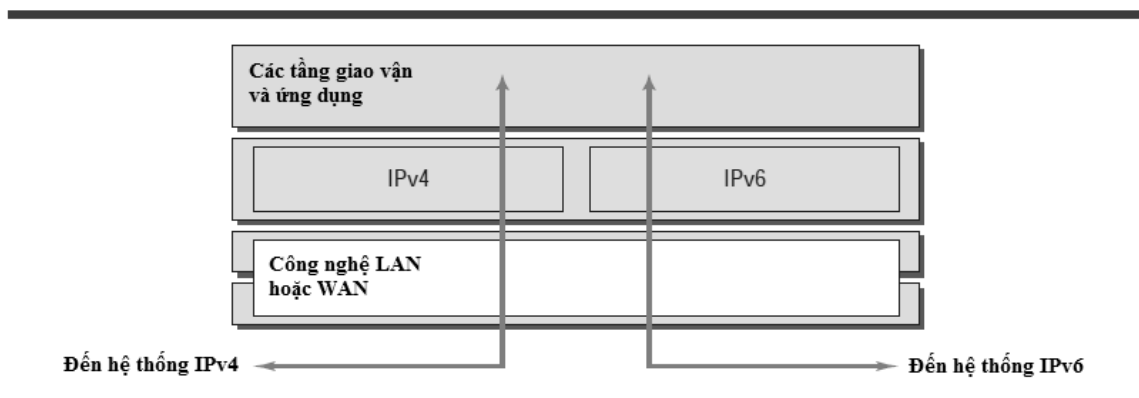 Các tầng giao vận
và ứng dụng
IPv4
IPv6
Công nghệ LAN
hoặc WAN
Đến hệ thống IPv4
Đến hệ thống IPv6